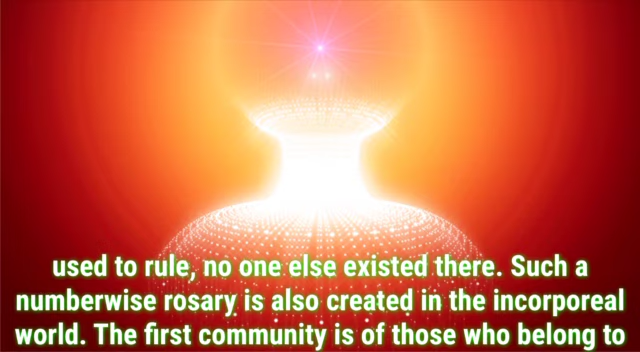 used to rule, no one else existed there. Such a
numberwise rosary is also created in the incorporeal
world. The first community is of those who belong to